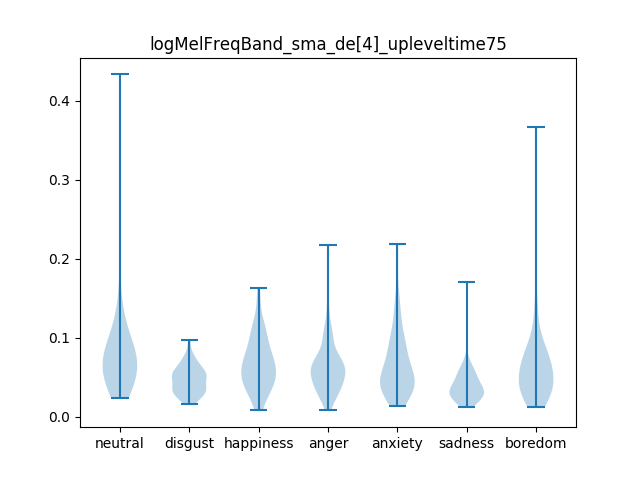 logMelFreqBand_sma_de[4]_upleveltime75
0.4
0.3
0.2
0.1
0.0
neutral disgust happiness anger anxiety sadness boredom